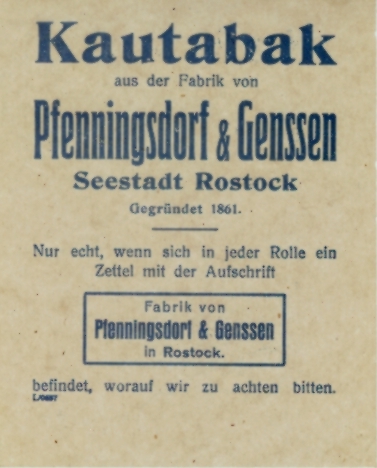 Kautabak
aus der Fabrik von
Pfenningsdorf & Genssen
Seestadt Rostock
Gegründet 1861.
Nur echt, wenn sich in jeder Rolle ein
Zettel mit der Aufschrift
Fabrik von
Pfenningsdorf & Genssen
in Rostock.
befindet, worauf wir zu achten bitten.